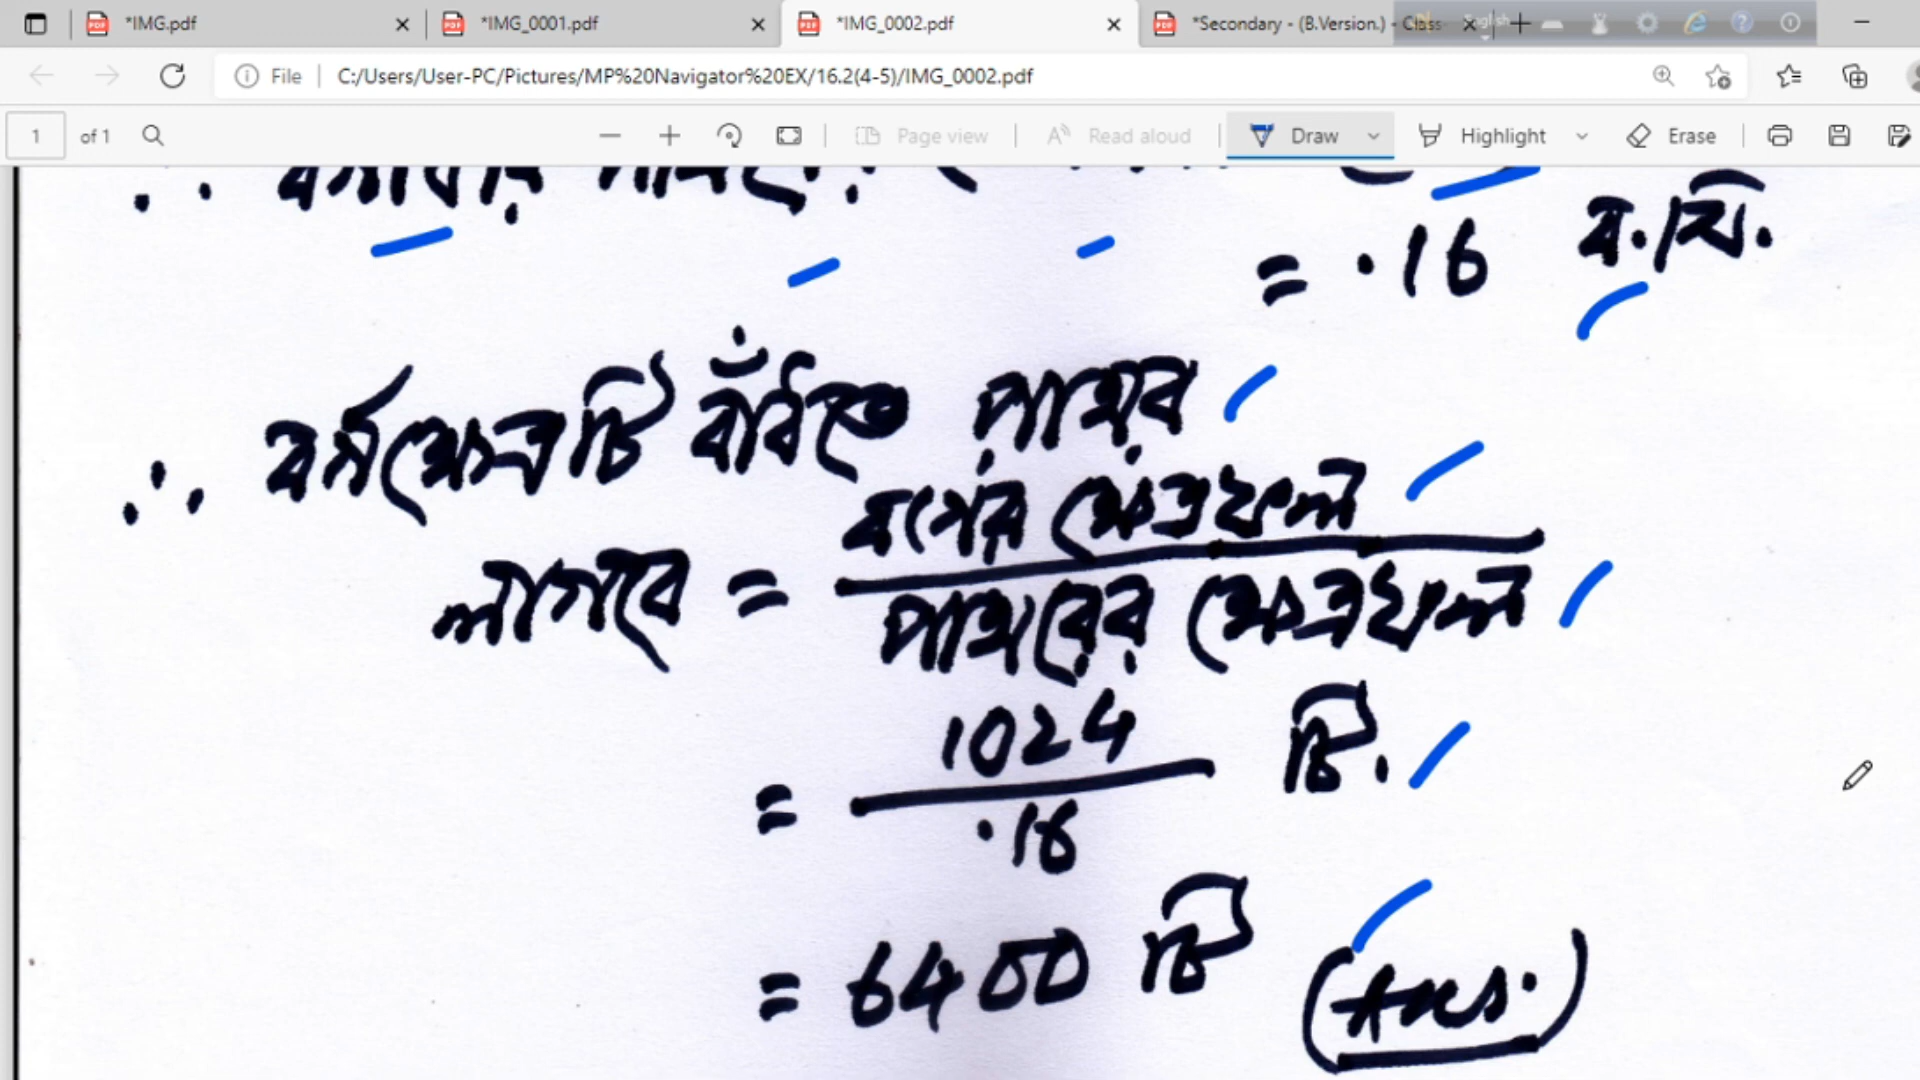 *IMG.pdf
*IMG_0001.pdf
*IMG_0002.pdf
*Secondary - (B.Version.) - Class
English
File
C:/Users/User-PC/Pictures/MP%20Navigator%20EX/16.2(4-5)/IMG_0002.pdf
1 of 1
Page view
Read aloud
Draw
Highlight
Erase
= .16 ব.মি.
∴ বর্গক্ষেত্রটি বাঁধতে পাথর
লাগবে = বর্গের ক্ষেত্রফল
পাথরের ক্ষেত্রফল
= 1024 টি.
.16
= 6400 টি (Ans.)